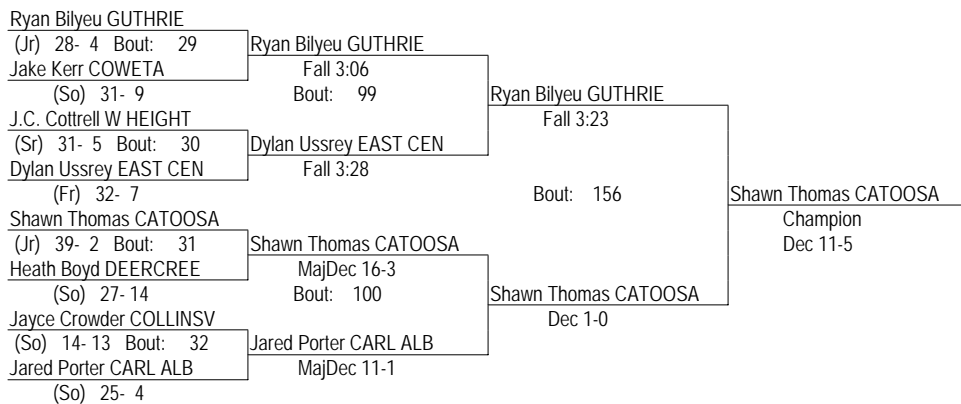 Ryan Bilyeu GUTHRIE
(Jr) 28- 4 Bout: 29
Jake Kerr COWETA
(So) 31- 9
J.C. Cottrell W HEIGHT
(Sr) 31- 5 Bout: 30
Dylan Ussrey EAST CEN
(Fr) 32- 7
Shawn Thomas CATOOSA
(Jr) 39- 2 Bout: 31
Heath Boyd DEERCREE
(So) 27- 14
Jayce Crowder COLLINSV
(So) 14- 13 Bout: 32
Jared Porter CARL ALB
(So) 25- 4
Ryan Bilyeu GUTHRIE
Fall 3:06
Bout: 99
Dylan Ussrey EAST CEN
Fall 3:28
Shawn Thomas CATOOSA
MajDec 16-3
Bout: 100
Jared Porter CARL ALB
MajDec 11-1
Ryan Bilyeu GUTHRIE
Fall 3:23
Bout: 156
Shawn Thomas CATOOSA
Dec 1-0
Shawn Thomas CATOOSA
Champion
Dec 11-5